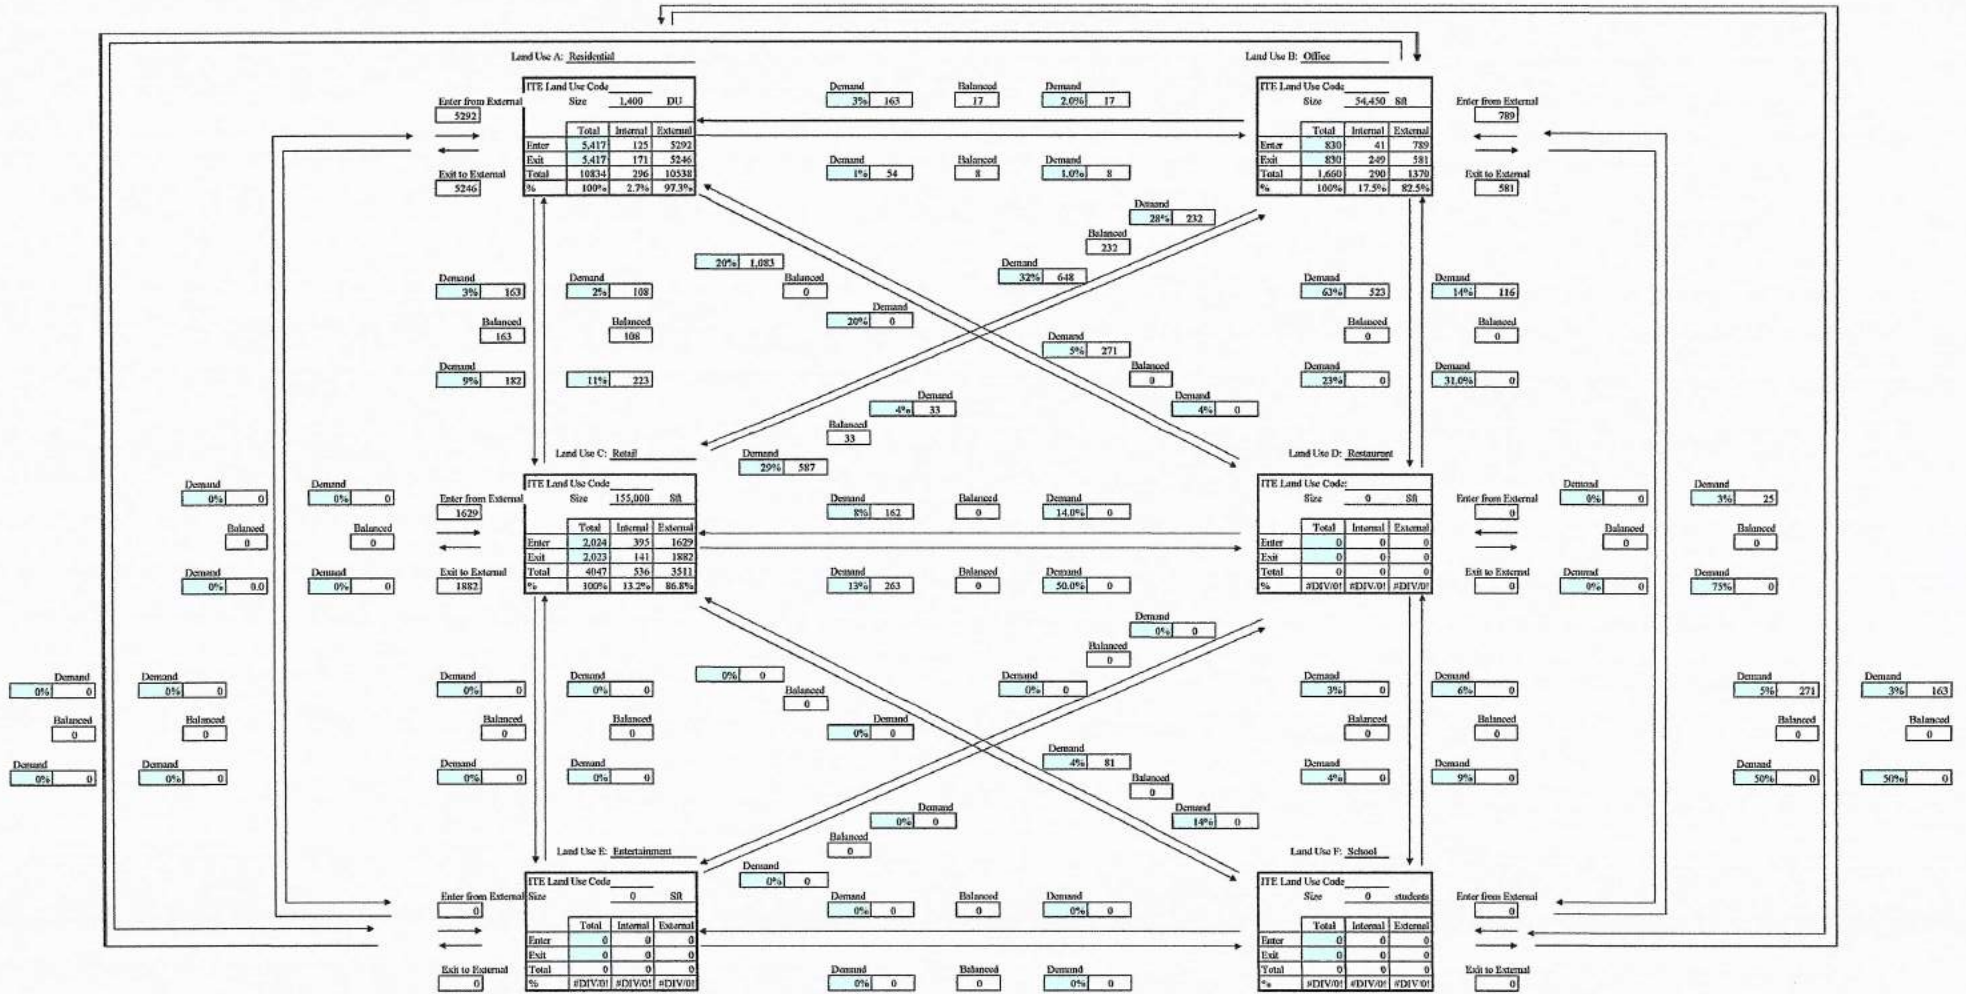 Land Use A: Residential
Land Use B: Office
ITE Land Use Code
Size 1,400 DU
Total Internal External
Enter 5,417 125 5292
Exit 5,417 171 5246
Total 10834 296 10538
% 100% 2.7% 97.3%
Enter from External
5292
Exit to External
5246
Demand Balanced Demand
3% 163 17 2.0% 17
Demand Balanced Demand
1% 54 8 1.0% 8
ITE Land Use Code
Size 54,450 Sft
Total Internal External
Enter 830 41 789
Exit 830 249 581
Total 1,660 290 1370
% 100% 17.5% 82.5%
Enter from External
789
Exit to External
581
Demand
28% 232
Balanced
232
Demand
32% 648
20% 1,083
Balanced
0
Demand
20% 0
Demand
3% 163
Balanced
163
Demand
9% 182
Demand
2% 108
Balanced
108
11% 223
Demand
5% 271
Balanced
0
Demand
4% 0
Demand
4% 33
Balanced
33
Demand
29% 587
Demand
63% 523
Balanced
0
Demand
23% 0
Demand
14% 116
Balanced
0
Demand
31.0% 0
Land Use C: Retail
Land Use D: Restaurant
Demand
0% 0
Balanced
0
Demand
0% 0.0
Demand
0% 0
Balanced
0
Demand
0% 0
Enter from External
1629
Exit to External
1882
ITE Land Use Code
Size 155,000 Sft
Total Internal External
Enter 2,024 395 1629
Exit 2,023 141 1882
Total 4047 536 3511
% 100% 13.2% 86.8%
Demand Balanced Demand
8% 162 0 14.0% 0
Demand Balanced Demand
13% 263 0 50.0% 0
ITE Land Use Code:
Size 0 Sft
Total Internal External
Enter 0 0 0
Exit 0 0 0
Total 0 0 0
% #DIV/0! #DIV/0! #DIV/0!
Enter from External
0
Exit to External
0
Demand
0% 0
Balanced
0
Demand
0% 0
Demand
3% 25
Balanced
0
Demand
75% 0
Demand
0% 0
Balanced
0
Demand
0% 0
Demand
0% 0
Balanced
0
Demand
0% 0
Demand
0% 0
Balanced
0
Demand
0% 0
Demand
0% 0
Balanced
0
Demand
0% 0
0% 0
Balanced
0
Demand
0% 0
Demand
0% 0
Balanced
0
Demand
0% 0
Demand
4% 81
Balanced
0
Demand
14% 0
Demand
0% 0
Balanced
0
Demand
0% 0
Demand
3% 0
Balanced
0
Demand
4% 0
Demand
6% 0
Balanced
0
Demand
9% 0
Demand
5% 271
Balanced
0
Demand
50% 0
Demand
3% 163
Balanced
0
50% 0
Land Use E: Entertainment
Land Use F: School
Enter from External
0
Exit to External
0
ITE Land Use Code
Size 0 Sft
Total Internal External
Enter 0 0 0
Exit 0 0 0
Total 0 0 0
% #DIV/0! #DIV/0! #DIV/0!
Demand Balanced Demand
0% 0 0 0% 0
Demand Balanced Demand
0% 0 0 0% 0
ITE Land Use Code
Size 0 students
Total Internal External
Enter 0 0 0
Exit 0 0 0
Total 0 0 0
% #DIV/0! #DIV/0! #DIV/0!
Enter from External
0
Exit to External
0